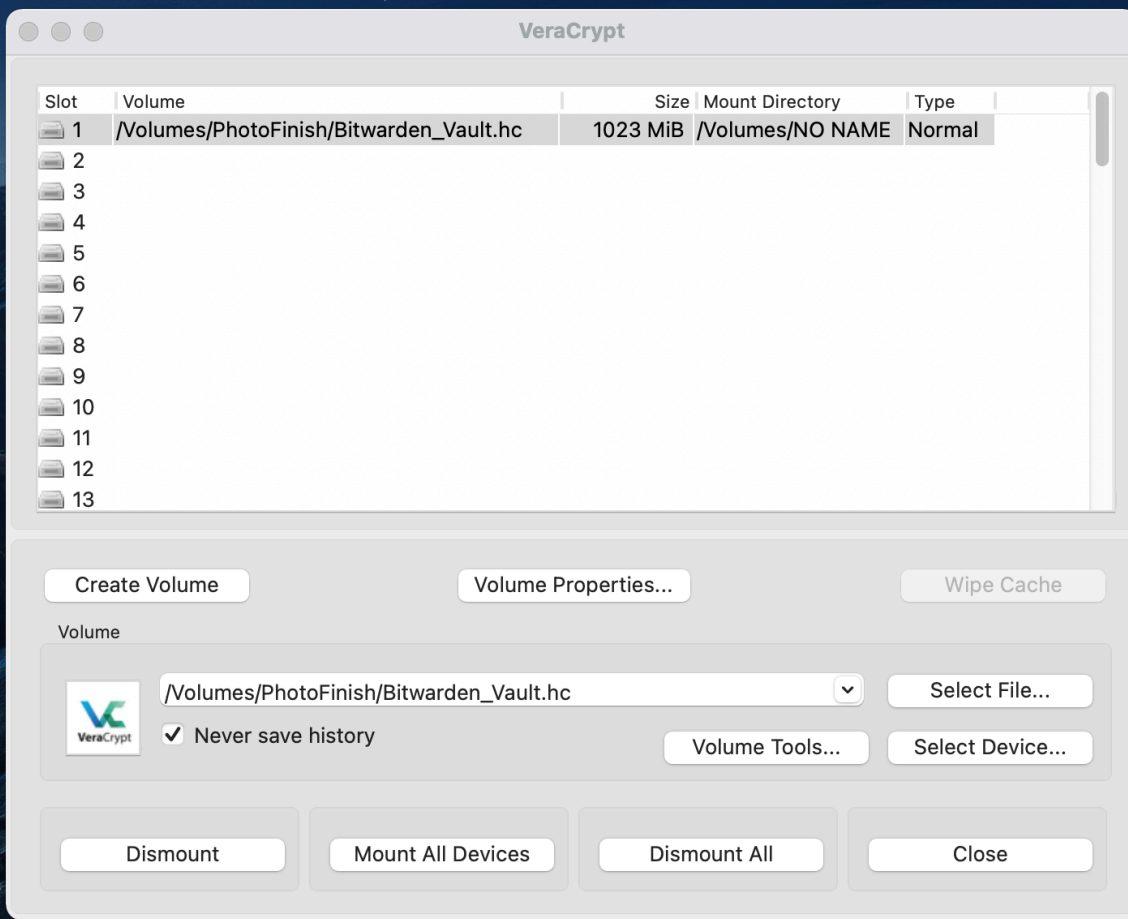 VeraCrypt
Slot Volume Size Mount Directory Type
1 /Volumes/PhotoFinish/Bitwarden_Vault.hc 1023 MiB /Volumes/NO NAME Normal
2
3
4
5
6
7
8
9
10
11
12
13
Create Volume Volume Properties... Wipe Cache
Volume
/Volumes/PhotoFinish/Bitwarden_Vault.hc Select File...
VC
VeraCrypt
Never save history
Volume Tools... Select Device...
Dismount Mount All Devices Dismount All Close